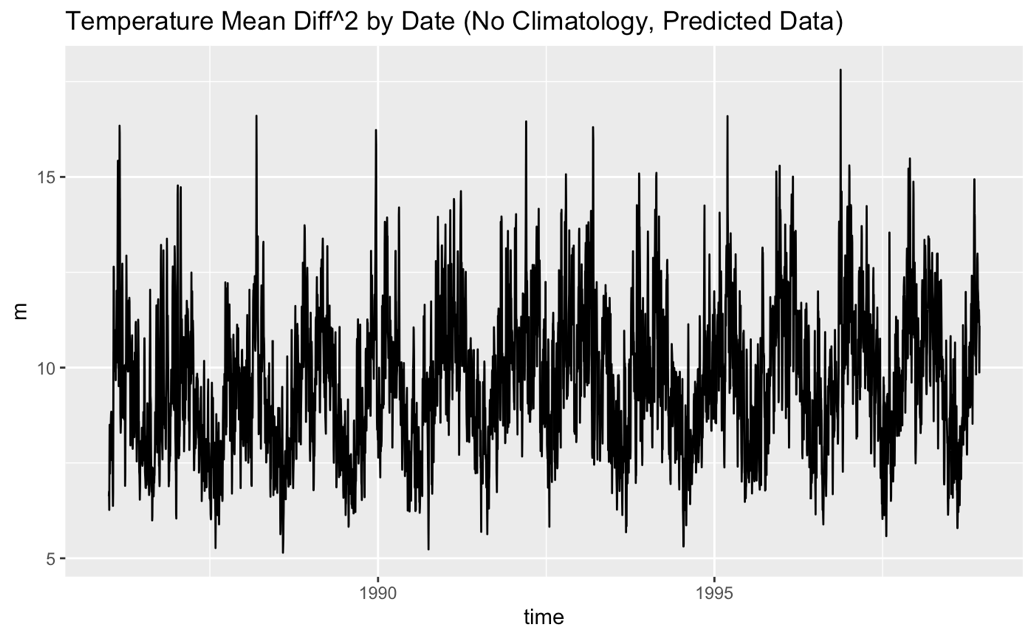 Temperature Mean Diff^2 by Date (No Climatology, Predicted Data)
15
10
5
m
1990
1995
time